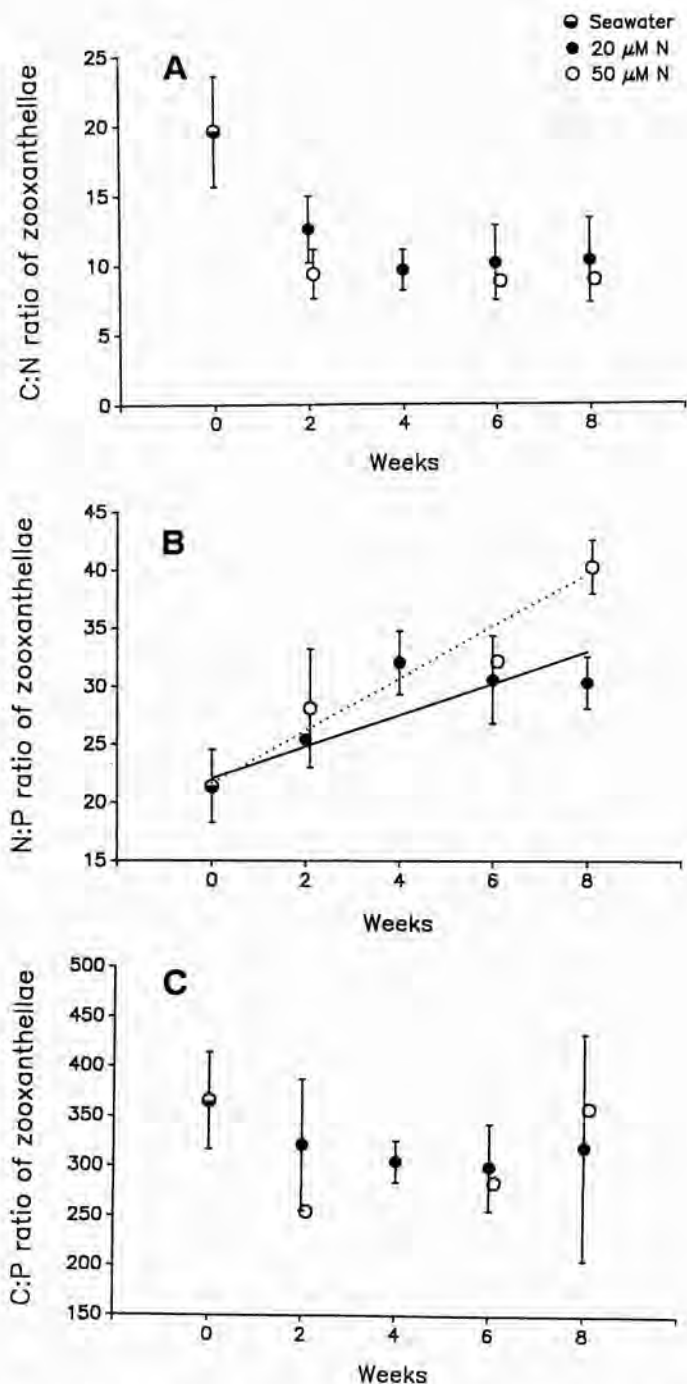 Seawater
20 μM N
50 μM N
A
C:N ratio of zooxanthellae
25
20
15
10
5
0
0 2 4 6 8
Weeks
B
N:P ratio of zooxanthellae
45
40
35
30
25
20
15
0 2 4 6 8
Weeks
C
C:P ratio of zooxanthellae
500
450
400
350
300
250
200
150
0 2 4 6 8
Weeks